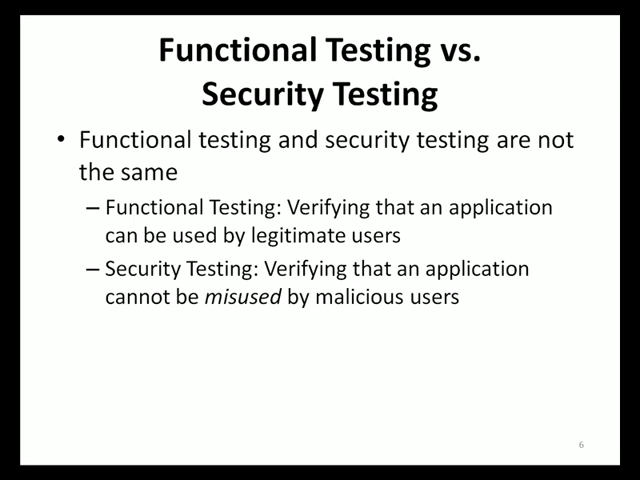 Functional Testing vs.
Security Testing
• Functional testing and security testing are not
the same
– Functional Testing: Verifying that an application
can be used by legitimate users
– Security Testing: Verifying that an application
cannot be misused by malicious users
6